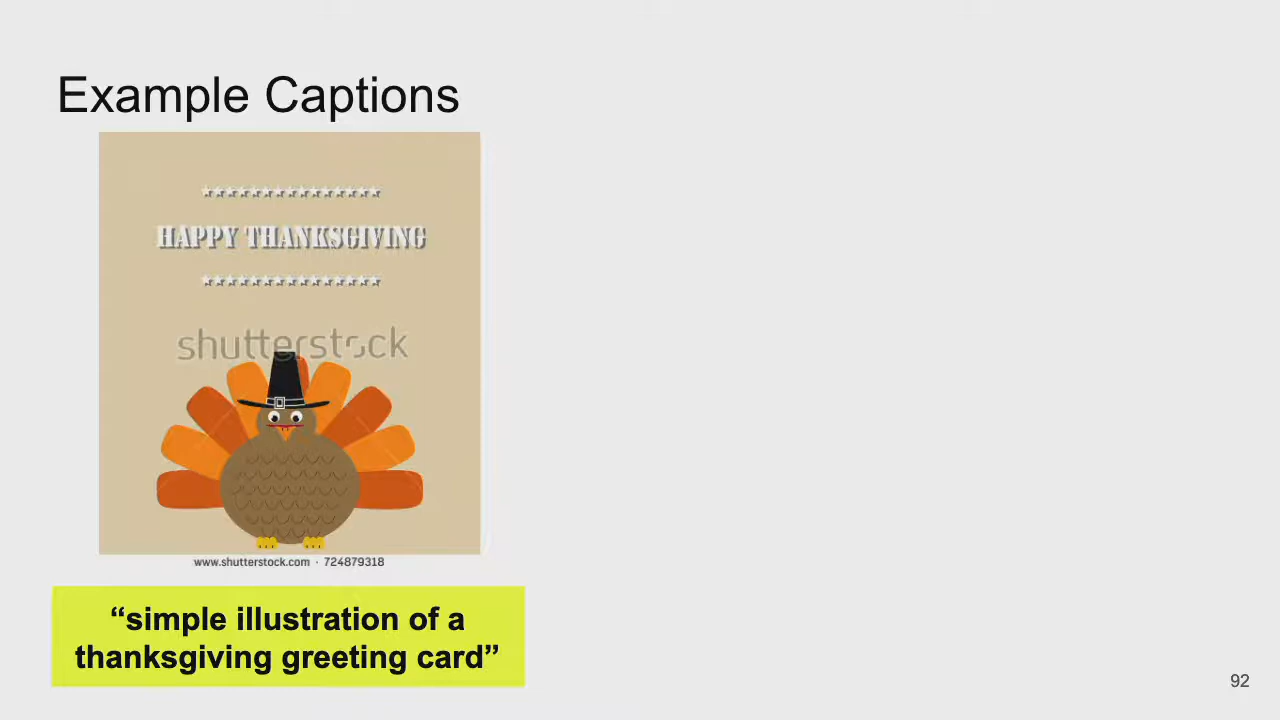 Example Captions
HAPPY THANKSGIVING
shutterstock
www.shutterstock.com · 724879318
“simple illustration of a
thanksgiving greeting card”
92